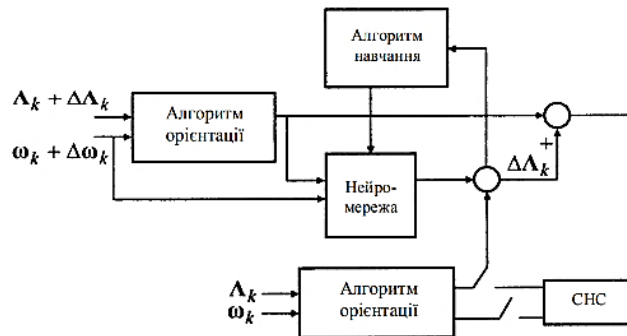 Алгоритм
навчання
Λₖ + ΔΛₖ
ωₖ + Δωₖ
Алгоритм
орієнтації
+
ΔΛₖ
Нейро-
мережа
Λₖ
ωₖ
Алгоритм
орієнтації
СНС